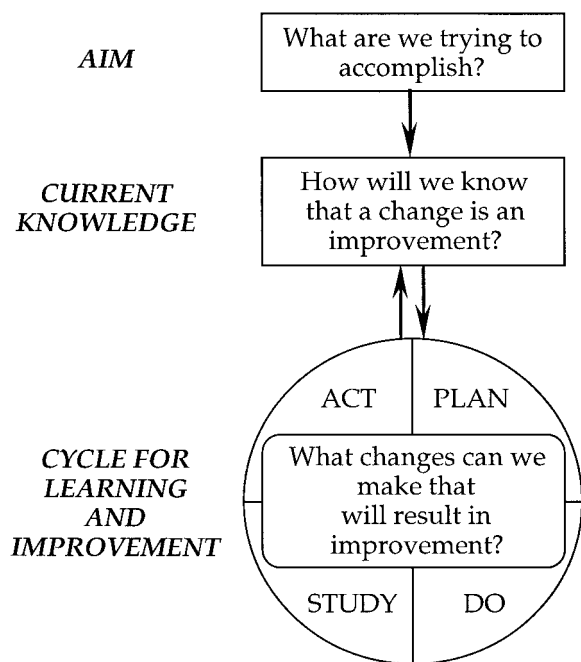 AIM
What are we trying to
accomplish?
CURRENT
KNOWLEDGE
How will we know
that a change is an
improvement?
CYCLE FOR
LEARNING
AND
IMPROVEMENT
ACT
PLAN
What changes can we
make that
will result in
improvement?
STUDY
DO